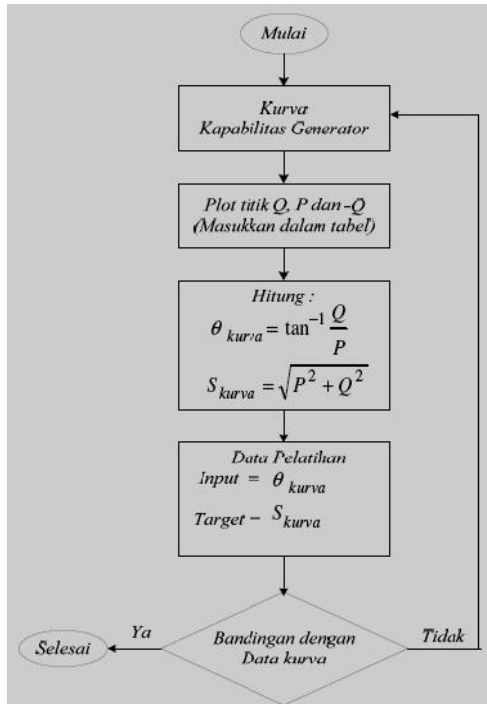 Mulai
Kurva
Kapabilitas Generator
Plot titik Q, P dan -Q
(Masukkan dalam tabel)
Hitung :
θ kurva = tan⁻¹ Q/P
S kurva = √(P² + Q²)
Data Pelatihan
Input = θ kurva
Target - S kurva
Bandingan dengan
Data kurva
Ya
Tidak
Selesai